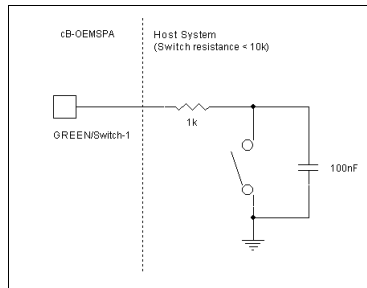 cB-OEMSPA
Host System
(Switch resistance < 10k)
1k
GREEN/Switch-1
100nF